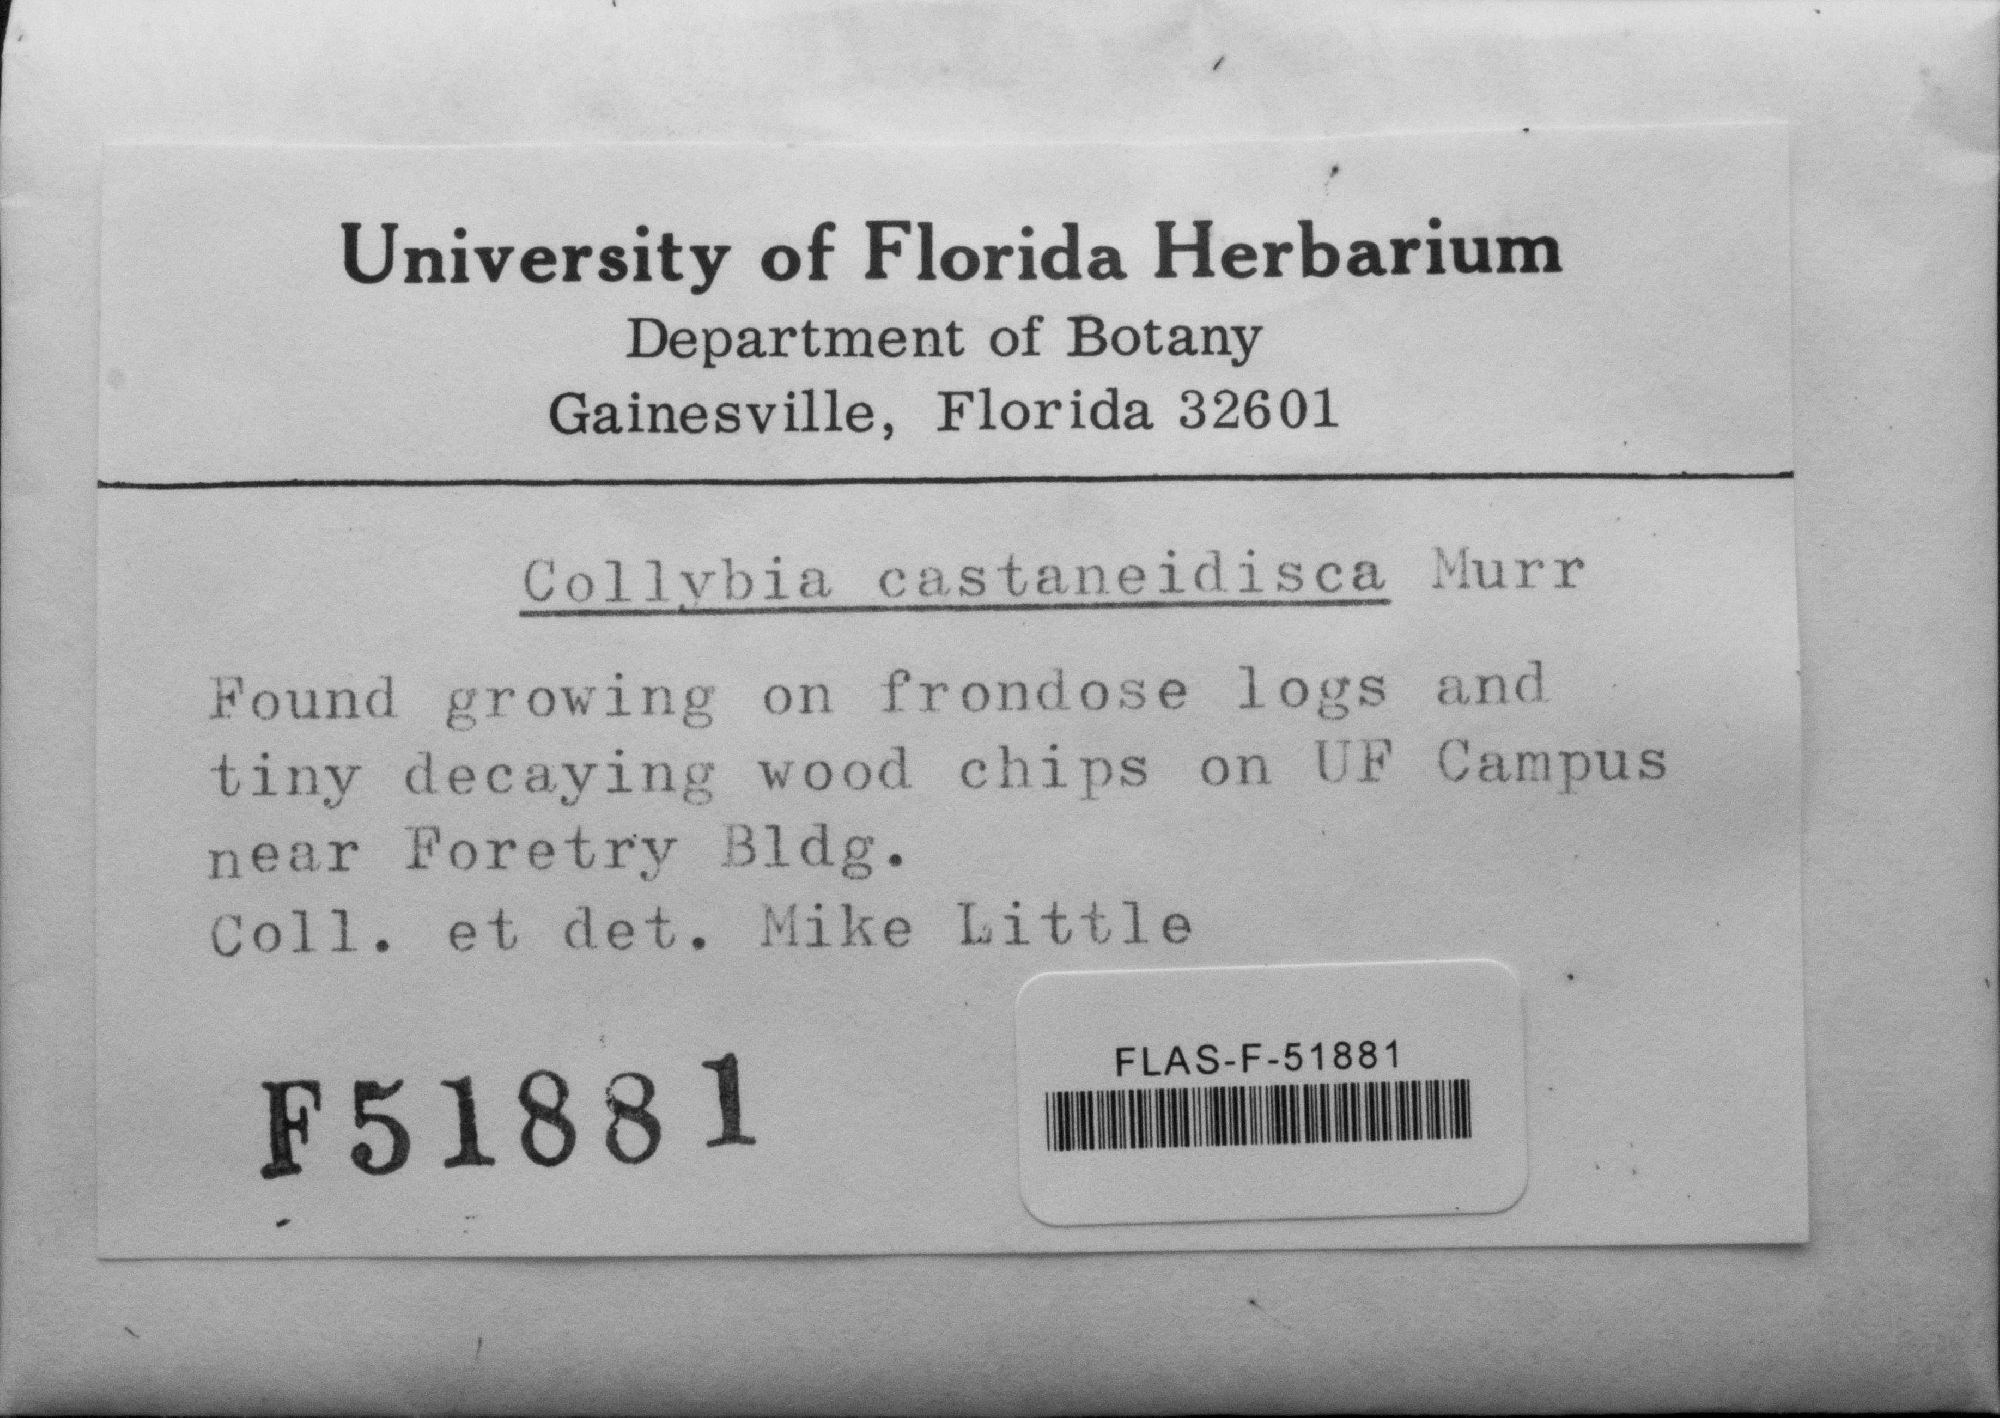 University of Florida Herbarium
Department of Botany
Gainesville, Florida 32601
Collybia castaneidisca Murr
Found growing on frondose logs and
tiny decaying wood chips on UF Campus
near Foretry Bldg.
Coll. et det. Mike Little
F51881
FLAS-F-51881